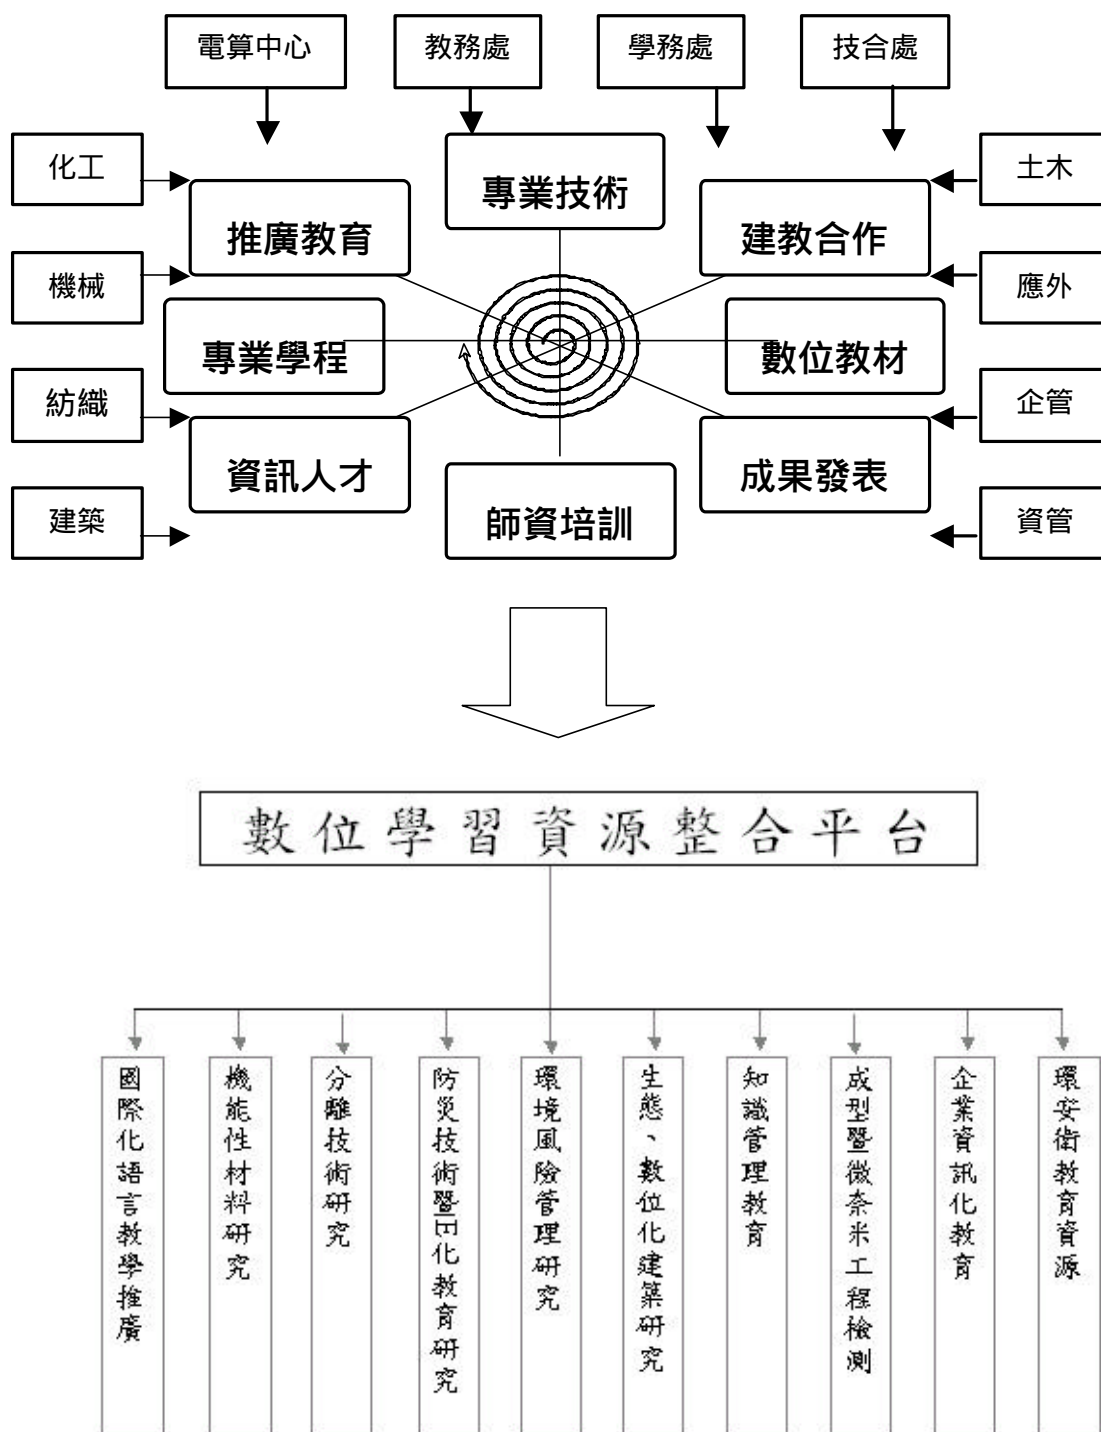 電算中心
教務處
學務處
技合處
化工
土木
專業技術
推廣教育
建教合作
機械
應外
專業學程
數位教材
紡織
企管
資訊人才
成果發表
建築
資管
師資培訓
數位學習資源整合平台
國際化語言教學推廣
機能性材料研究
分離技術研究
防災技術暨E化教育研究
環境風險管理研究
生態、數位化建築研究
知識管理教育
成型暨微奈米工程檢測
企業資訊化教育
環安衛教育資源